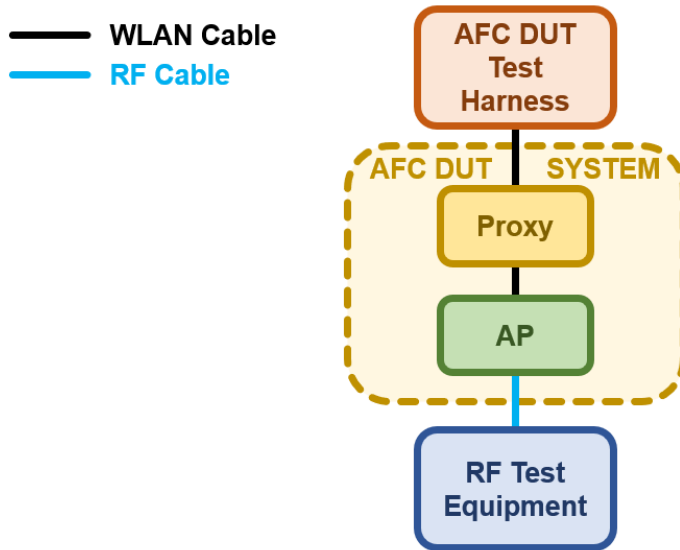 WLAN Cable
RF Cable
AFC DUT
Test
Harness
AFC DUT SYSTEM
Proxy
AP
RF Test
Equipment